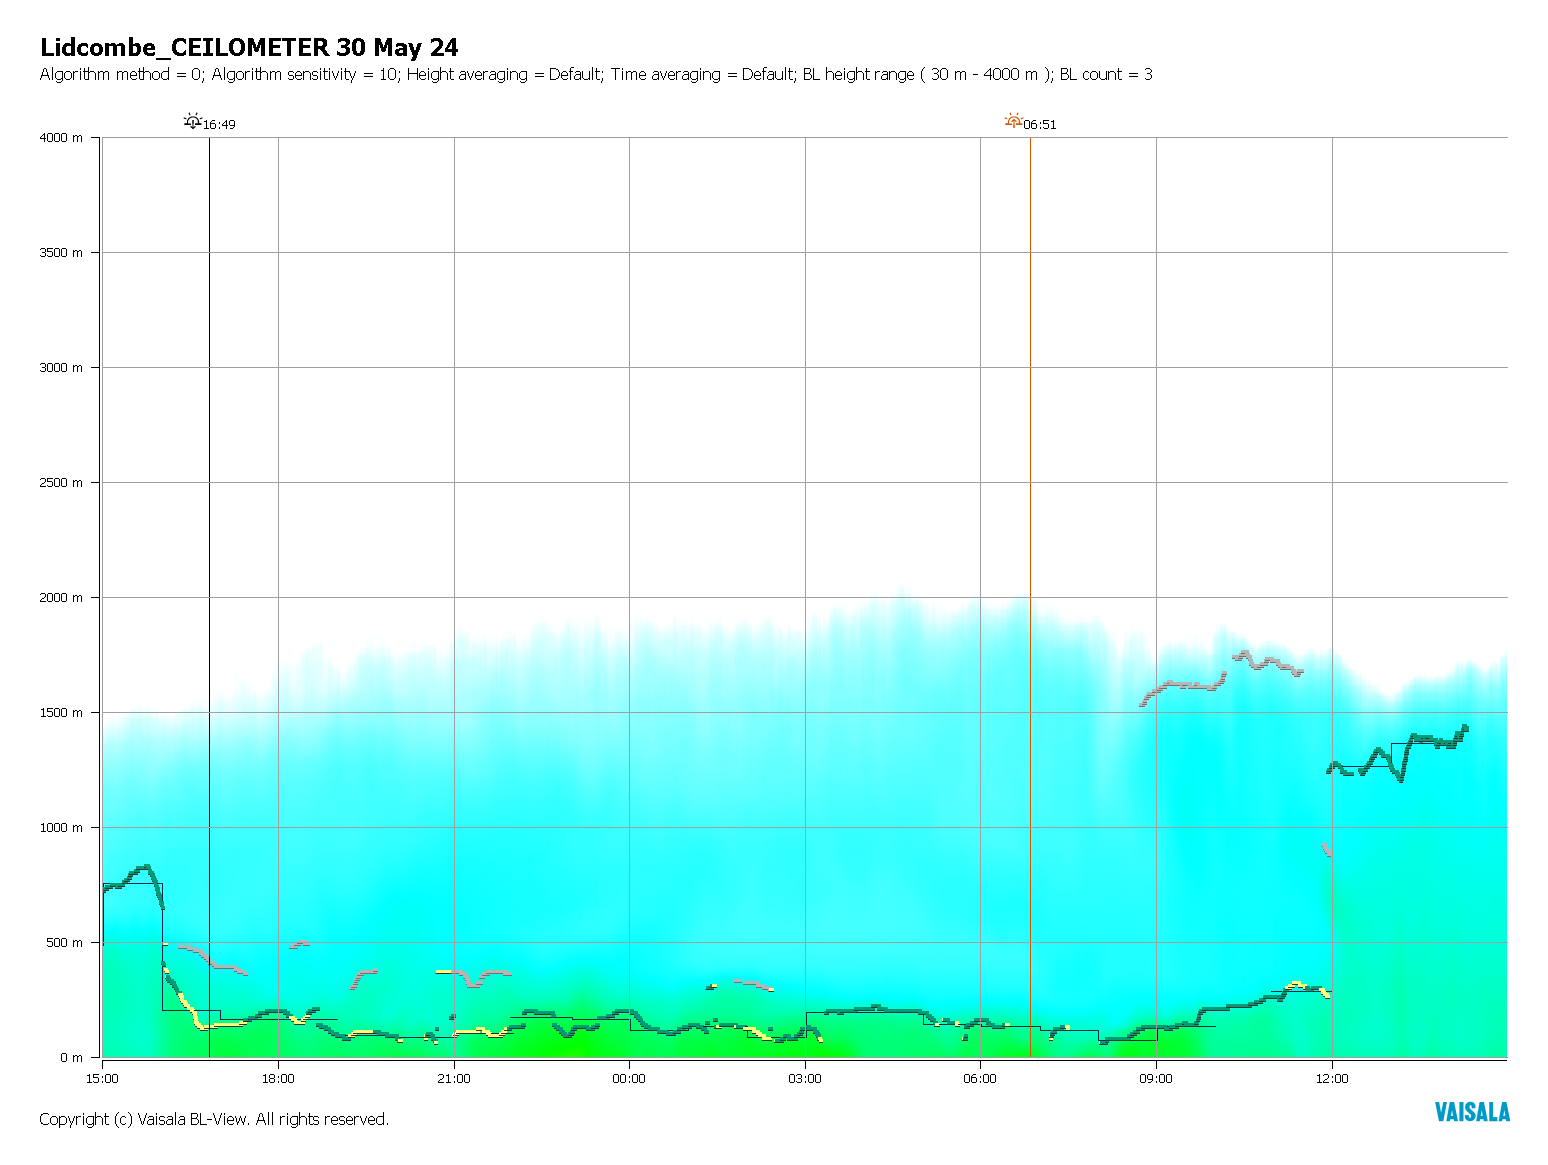 Lidcombe_CEILOMETER 30 May 24
Algorithm method = 0; Algorithm sensitivity = 10; Height averaging = Default; Time averaging = Default; BL height range ( 30 m - 4000 m ); BL count = 3
16:49
06:51
4000 m
3500 m
3000 m
2500 m
2000 m
1500 m
1000 m
500 m
0 m
15:00 18:00 21:00 00:00 03:00 06:00 09:00 12:00
Copyright (c) Vaisala BL-View. All rights reserved.
VAISALA